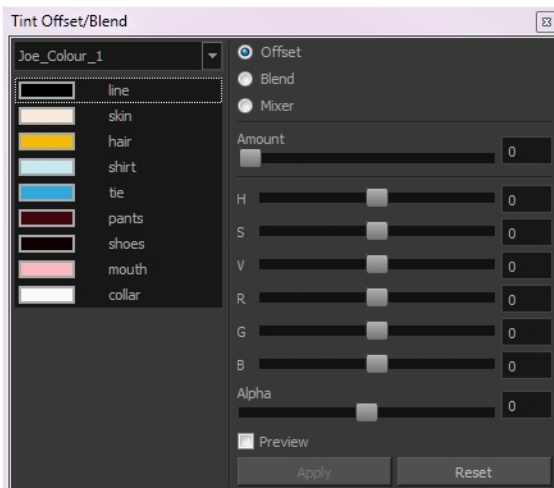 Tint Offset/Blend
Joe_Colour_1
line
skin
hair
shirt
tie
pants
shoes
mouth
collar
Offset
Blend
Mixer
Amount
0
H 0
S 0
V 0
R 0
G 0
B 0
Alpha
0
Preview
Apply Reset